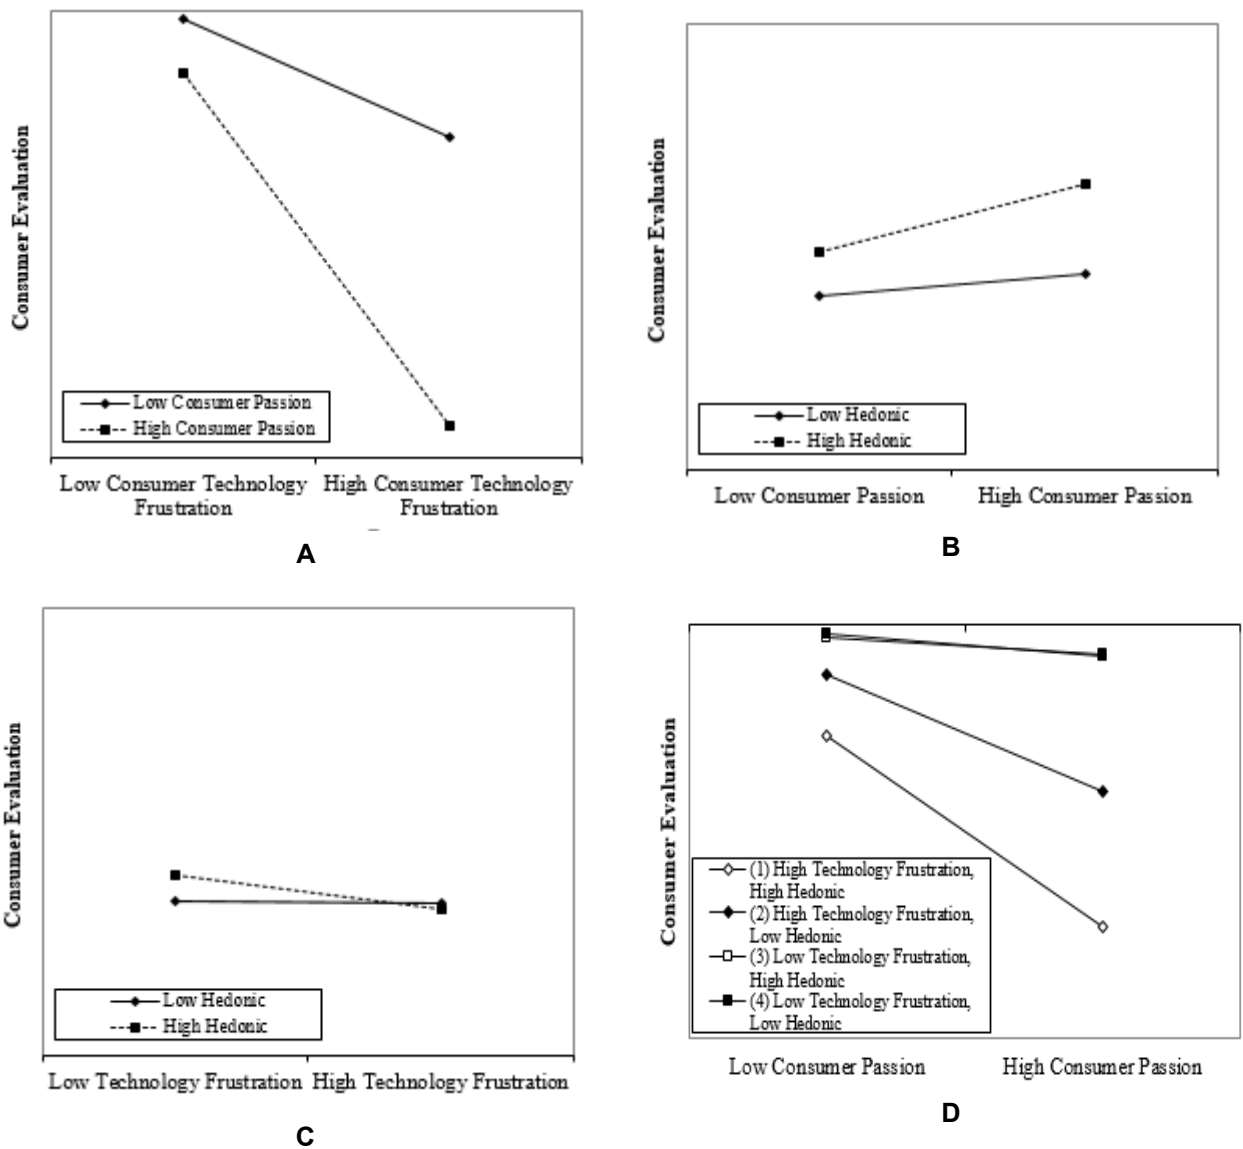 Consumer Evaluation
Low Consumer Passion
High Consumer Passion
Low Consumer Technology
Frustration
High Consumer Technology
Frustration
A
Consumer Evaluation
Low Hedonic
High Hedonic
Low Consumer Passion
High Consumer Passion
B
Consumer Evaluation
Low Hedonic
High Hedonic
Low Technology Frustration
High Technology Frustration
C
Consumer Evaluation
(1) High Technology Frustration,
High Hedonic
(2) High Technology Frustration,
Low Hedonic
(3) Low Technology Frustration,
High Hedonic
(4) Low Technology Frustration,
Low Hedonic
Low Consumer Passion
High Consumer Passion
D